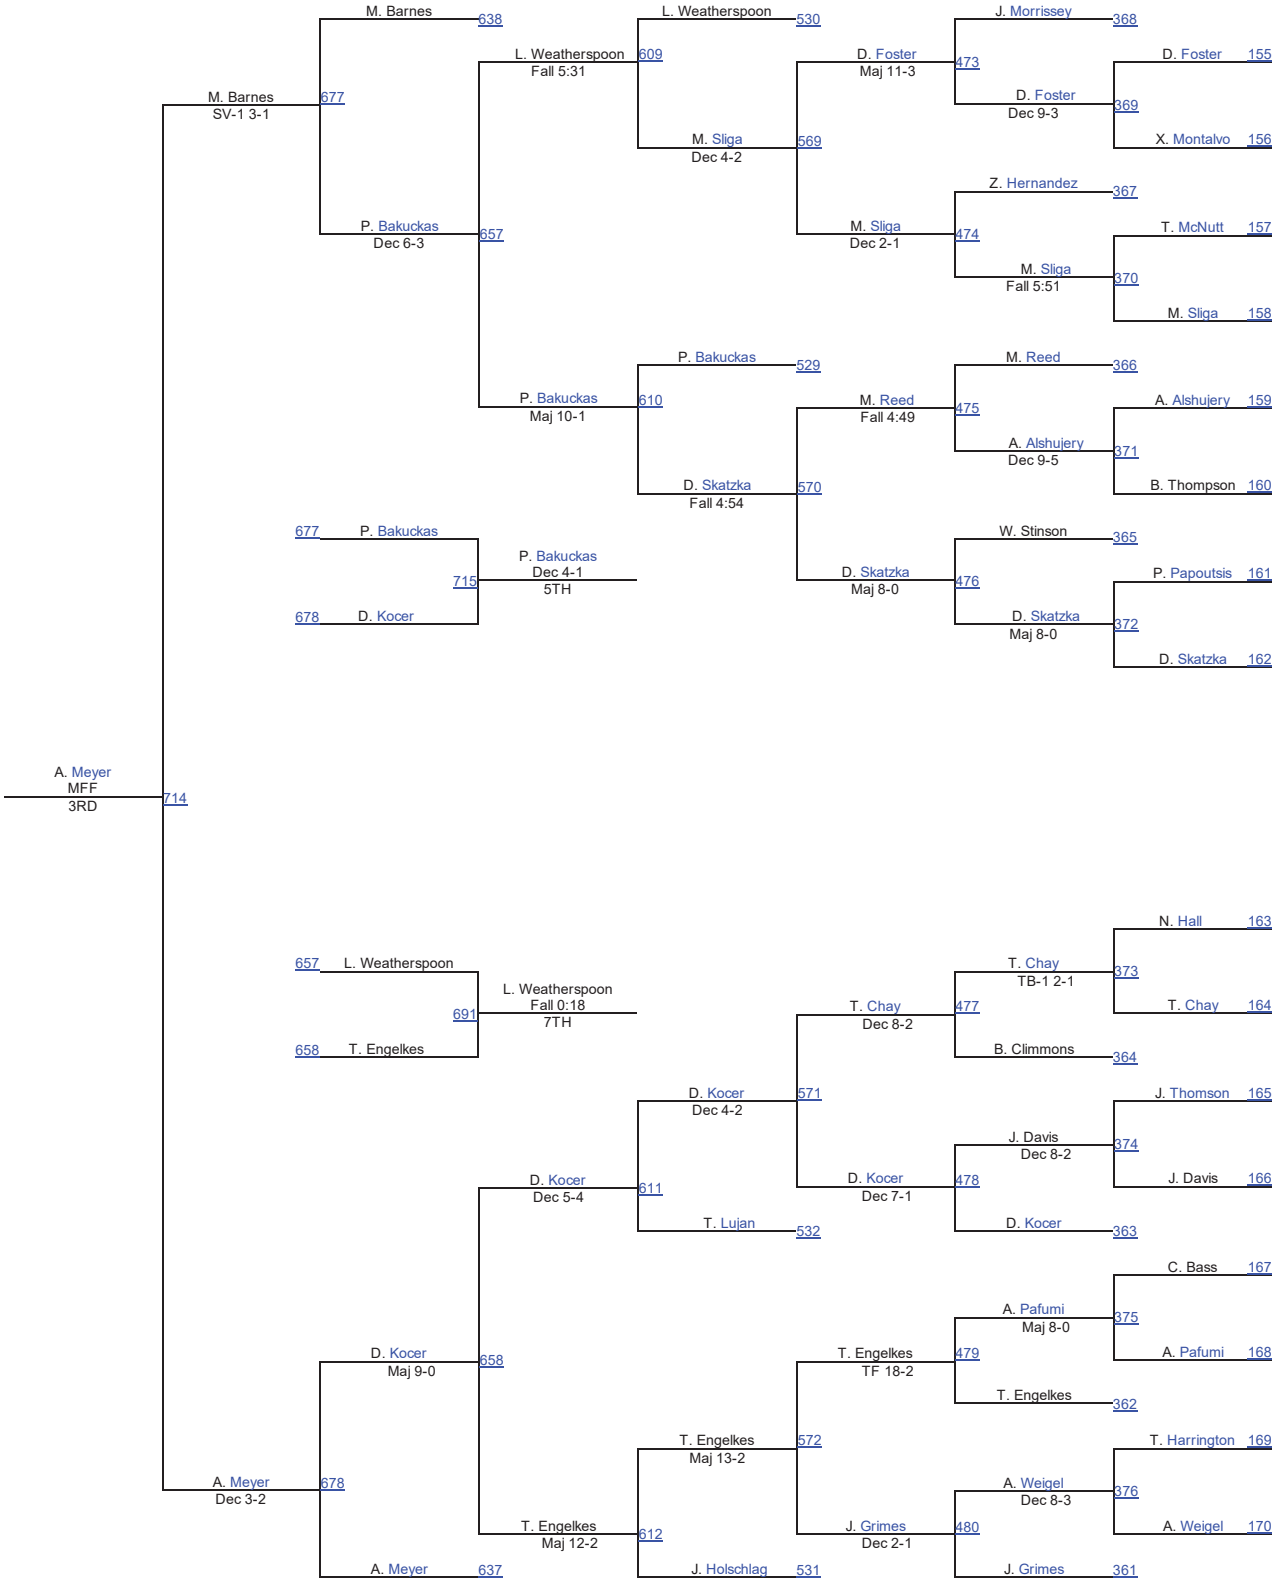 M. Barnes 638
L. Weatherspoon 530
J. Morrissey 368
L. Weatherspoon 609
Fall 5:31
D. Foster 473
Maj 11-3
D. Foster 155
M. Barnes 677
SV-1 3-1
D. Foster 369
Dec 9-3
M. Sliga 569
Dec 4-2
X. Montalvo 156
Z. Hernandez 367
P. Bakuckas 657
Dec 6-3
M. Sliga 474
Dec 2-1
T. McNutt 157
M. Sliga 370
Fall 5:51
M. Sliga 158
P. Bakuckas 529
M. Reed 366
P. Bakuckas 610
Maj 10-1
M. Reed 475
Fall 4:49
A. Alshujery 159
A. Alshujery 371
Dec 9-5
D. Skatzka 570
Fall 4:54
B. Thompson 160
677 P. Bakuckas
W. Stinson 365
P. Bakuckas
Dec 4-1
715 5TH
D. Skatzka 476
Maj 8-0
P. Papoutsis 161
678 D. Kocer
D. Skatzka 372
Maj 8-0
D. Skatzka 162
A. Meyer
MFF
3RD 714
N. Hall 163
657 L. Weatherspoon
T. Chay 373
TB-1 2-1
L. Weatherspoon
Fall 0:18
691 7TH
T. Chay 477
Dec 8-2
T. Chay 164
658 T. Engelkes
B. Climmons 364
D. Kocer 571
Dec 4-2
J. Thomson 165
J. Davis 374
Dec 8-2
D. Kocer 611
Dec 5-4
D. Kocer 478
Dec 7-1
J. Davis 166
T. Lujan 532
D. Kocer 363
C. Bass 167
A. Pafumi 375
Maj 8-0
D. Kocer 658
Maj 9-0
T. Engelkes 479
TF 18-2
A. Pafumi 168
T. Engelkes 362
T. Engelkes 572
Maj 13-2
T. Harrington 169
A. Meyer 678
Dec 3-2
A. Weigel 376
Dec 8-3
T. Engelkes 612
Maj 12-2
J. Grimes 480
Dec 2-1
A. Weigel 170
A. Meyer 637
J. Holschlag 531
J. Grimes 361